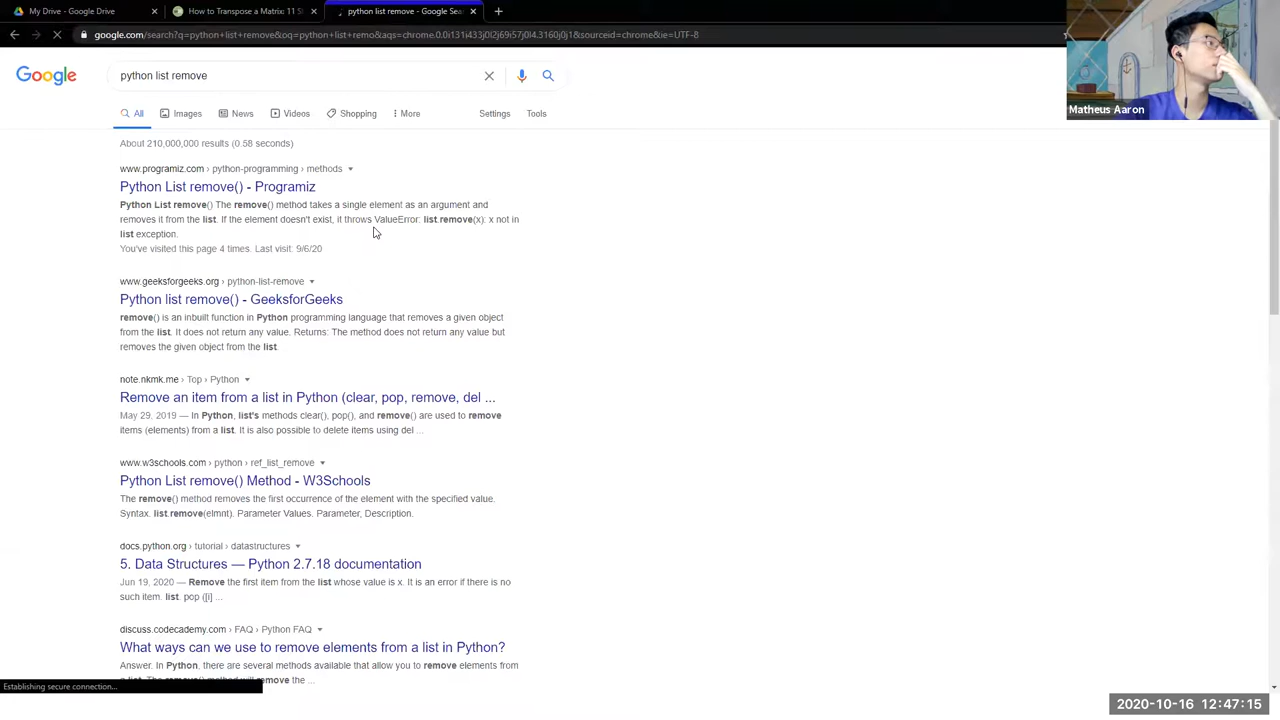 My Drive - Google Drive
How to Transpose a Matrix 11 S
python list remove - Google Sea
google.com/search?q=python+list+remove&oq=python+list+remo&aqs=chrome.0.0i131i433j0l2j69i57j0l4.3160j0j1&sourceid=chrome&ie=UTF-8
Google
python list remove
All
Images
News
Videos
Shopping
More
Settings
Tools
About 210,000,000 results (0.58 seconds)
www.programiz.com › python-programming › methods
Python List remove() - Programiz
Python List remove() The remove() method takes a single element as an argument and
removes it from the list. If the element doesn't exist, it throws ValueError: list.remove(x): x not in
list exception.
You've visited this page 4 times. Last visit: 9/6/20
www.geeksforgeeks.org › python-list-remove
Python list remove() - GeeksforGeeks
remove() is an inbuilt function in Python programming language that removes a given object
from the list. It does not return any value. Returns: The method does not return any value but
removes the given object from the list.
note.nkmk.me › Top › Python
Remove an item from a list in Python (clear, pop, remove, del ...
May 29, 2019 — In Python, list's methods clear(), pop(), and remove() are used to remove
items (elements) from a list. It is also possible to delete items using del ...
www.w3schools.com › python › ref_list_remove
Python List remove() Method - W3Schools
The remove() method removes the first occurrence of the element with the specified value.
Syntax. list.remove(elmnt). Parameter Values. Parameter, Description.
docs.python.org › tutorial › datastructures
5. Data Structures — Python 2.7.18 documentation
Jun 19, 2020 — Remove the first item from the list whose value is x. It is an error if there is no
such item. list. pop ([i] ...
discuss.codecademy.com › FAQ › Python FAQ
What ways can we use to remove elements from a list in Python?
Answer. In Python, there are several methods available that allow you to remove elements from
a list. The remove() method will remove the ...
Establishing secure connection...
Matheus Aaron
2020-10-16 12:47:15